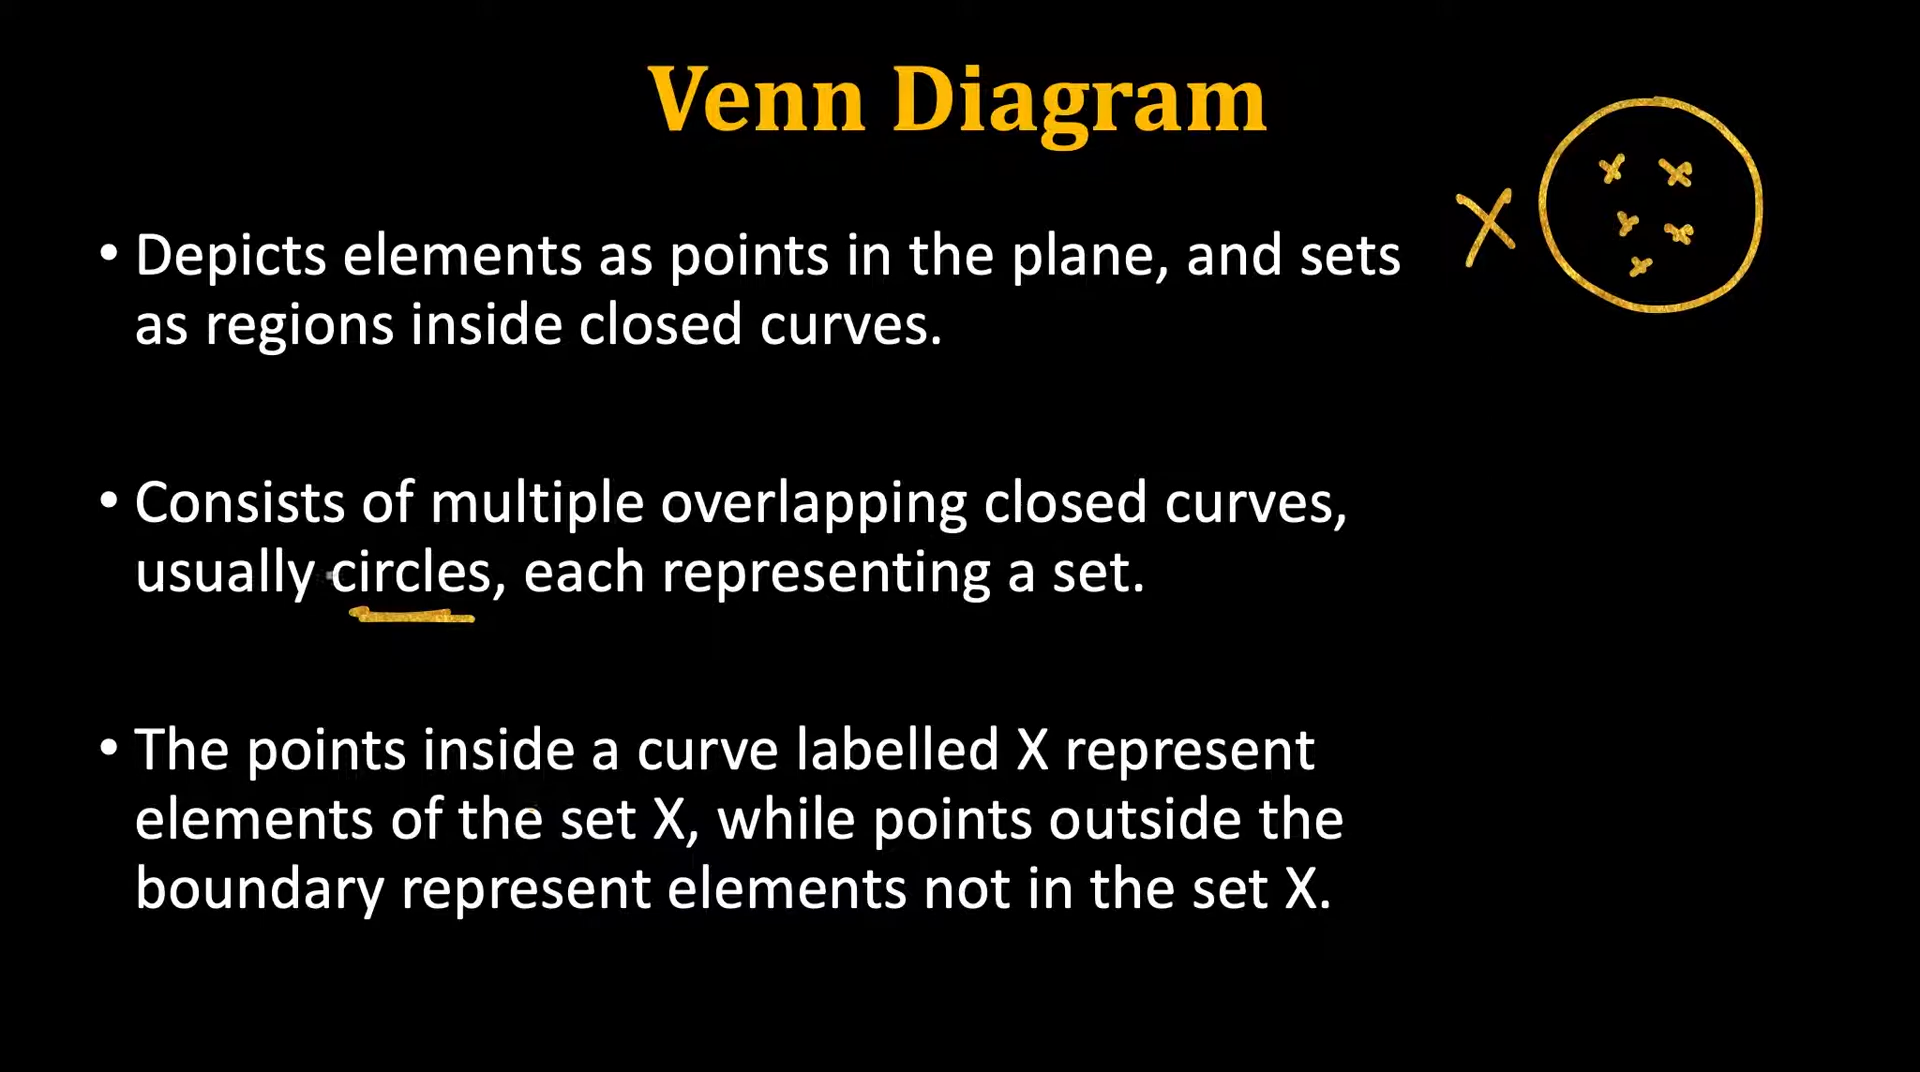 Venn Diagram
X
x x
x x
x
• Depicts elements as points in the plane, and sets
as regions inside closed curves.
• Consists of multiple overlapping closed curves,
usually circles, each representing a set.
• The points inside a curve labelled X represent
elements of the set X, while points outside the
boundary represent elements not in the set X.